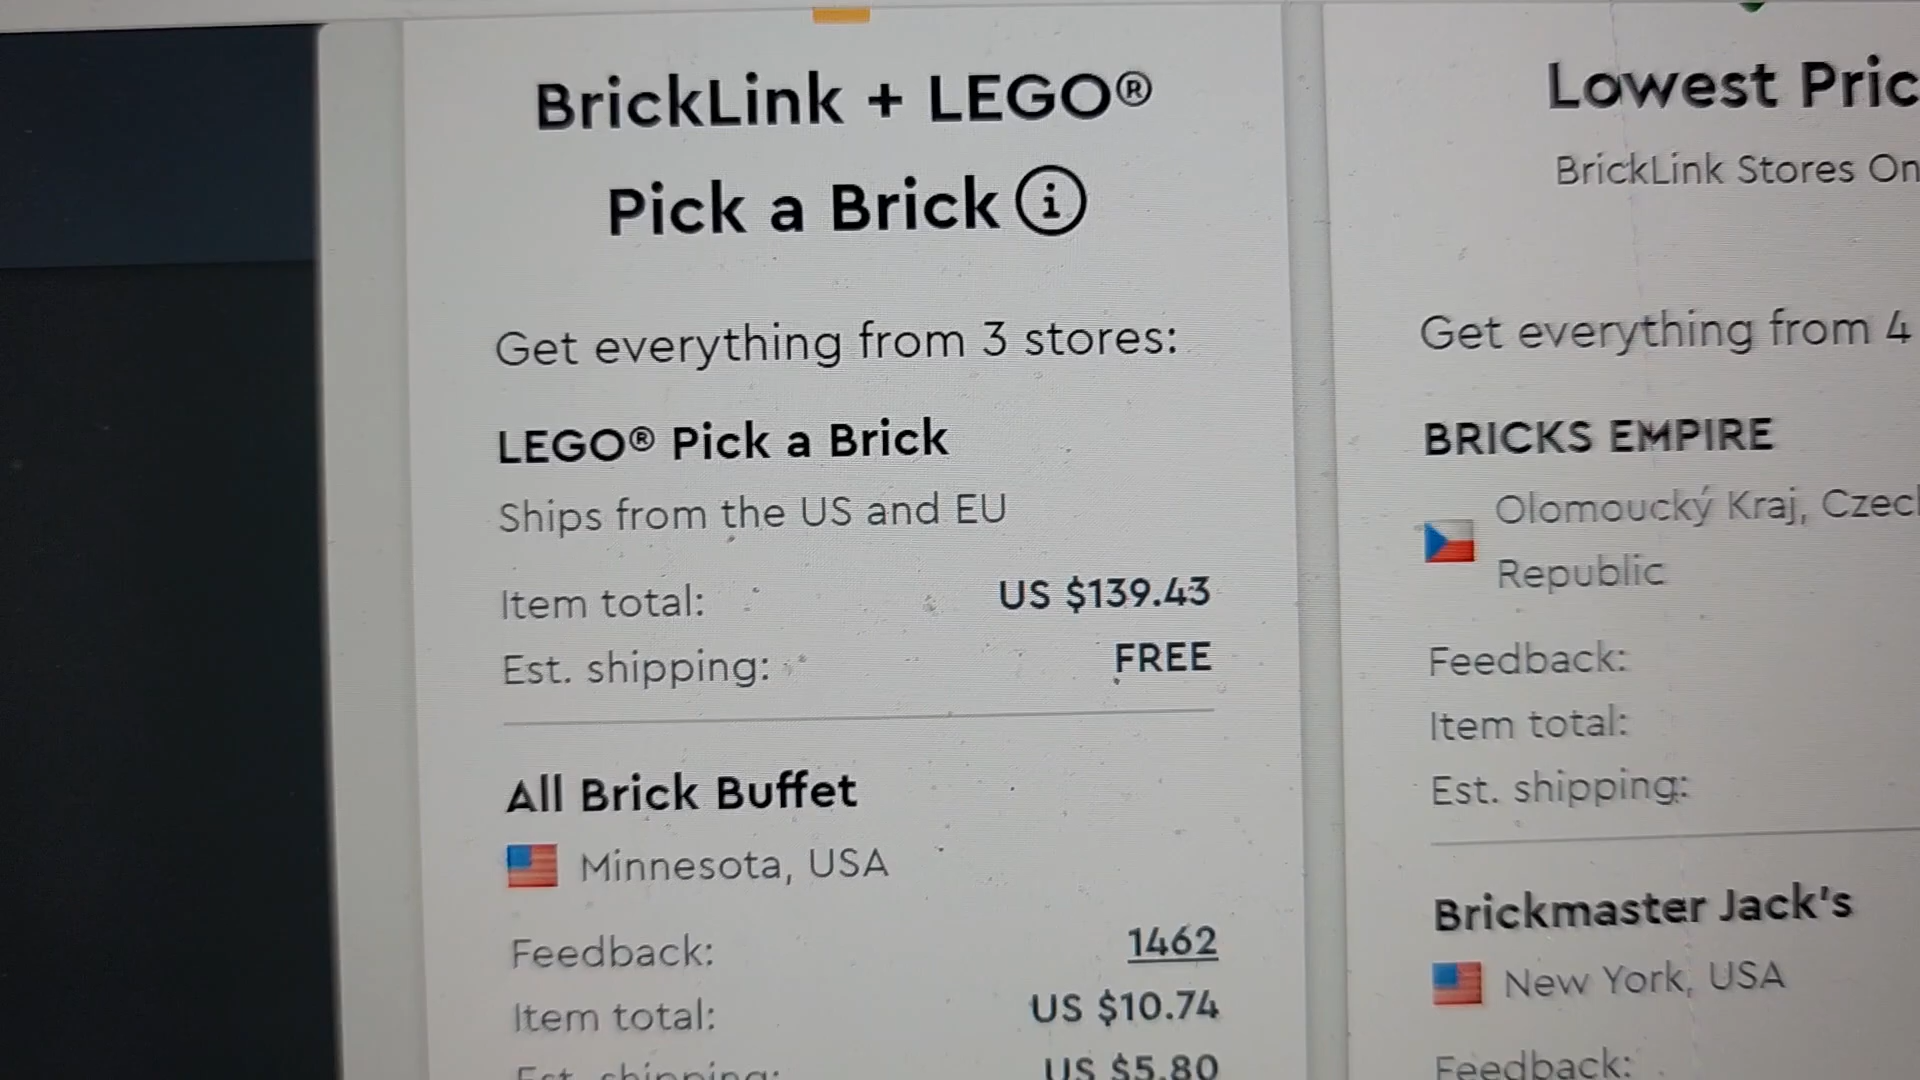 BrickLink + LEGO®
Pick a Brick
Get everything from 3 stores:
LEGO® Pick a Brick
Ships from the US and EU
Item total: US $139.43
Est. shipping: FREE
All Brick Buffet
Minnesota, USA
Feedback: 1462
Item total: US $10.74
Est. shipping: US $5.80
Lowest Pric
BrickLink Stores On
Get everything from 4
BRICKS EMPIRE
Olomoucký Kraj, Czech
Republic
Feedback:
Item total:
Est. shipping:
Brickmaster Jack's
New York, USA
Feedback: